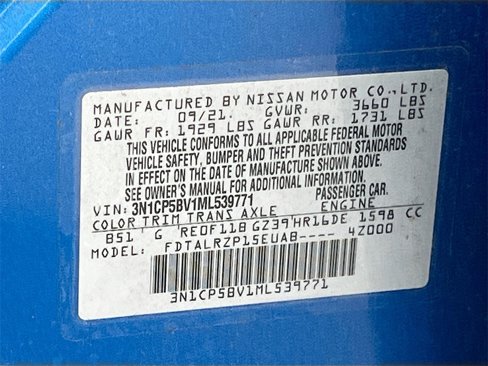 MANUFACTURED BY NISSAN MOTOR CO.,LTD.
DATE: 09/21. GVWR: 3660 LBS
GAWR FR: 1929 LBS GAWR RR: 1731 LBS
THIS VEHICLE CONFORMS TO ALL APPLICABLE FEDERAL MOTOR
VEHICLE SAFETY, BUMPER AND THEFT PREVENTION STANDARDS
IN EFFECT ON THE DATE OF MANUFACTURE SHOWN ABOVE.
SEE OWNER'S MANUAL FOR ADDITIONAL INFORMATION.
VIN: 3N1CP5BV1ML539771 PASSENGER CAR.
COLOR TRIM TRANS AXLE ENGINE
B51 G RE0F11B GZ39 HR16DE 1598 CC
MODEL: FDTALRZP15EUAB---- 4Z000
3N1CP5BV1ML539771